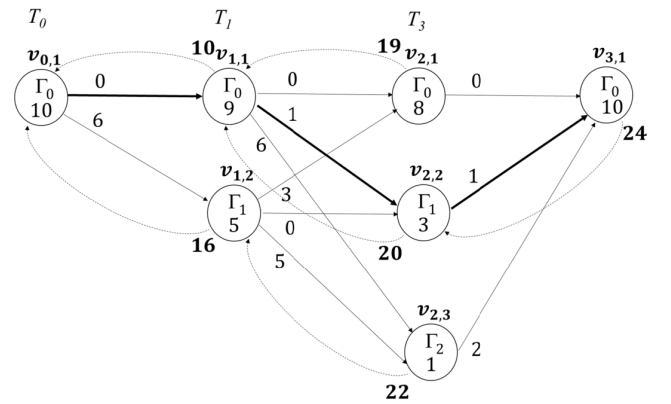 T₀ T₁ T₃
v₀,₁ 10 v₁,₁ 19 v₂,₁ v₃,₁
Γ₀ 0 Γ₀ 0 Γ₀ 0 Γ₀
10 9 8 10
6 1 24
6
v₁,₂ 3 v₂,₂ 1
Γ₁ Γ₁
5 0 3
16 5 20
v₂,₃
Γ₂ 2
1
22